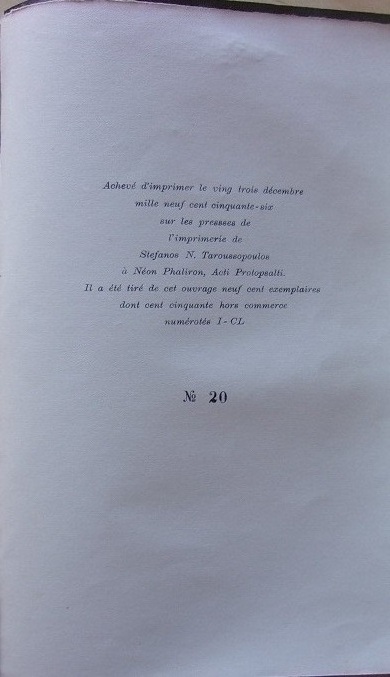 Achevé d'imprimer le ving trois décembre
mille neuf cent cinquante-six
sur les presses de
l'imprimerie de
Stefanos N. Taroussopoulos
à Néon Phaliron, Acti Protopsalti.
Il a été tiré de cet ouvrage neuf cent exemplaires
dont cent cinquante hors commerce
numérotés I - CL
№ 20